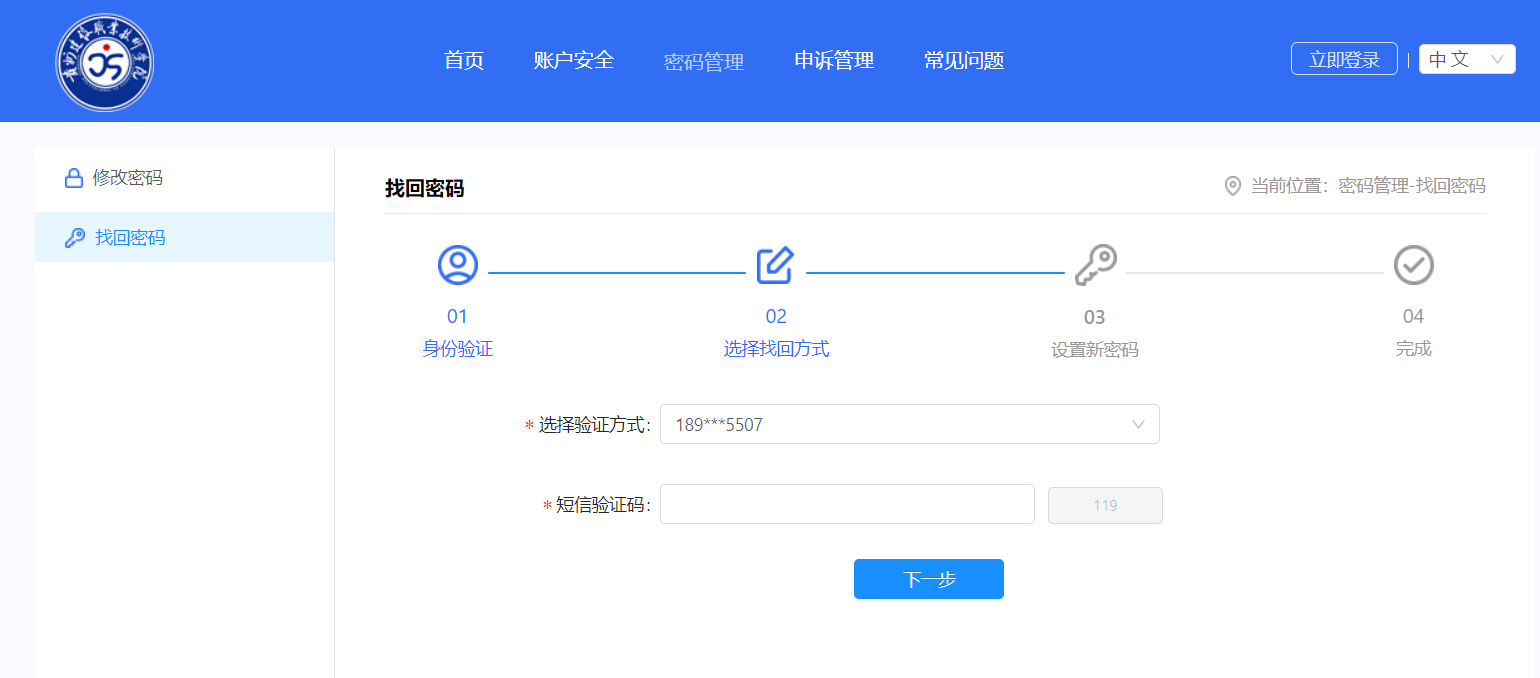 首页 账户安全 密码管理 申诉管理 常见问题 立即登录 中文
修改密码
找回密码
找回密码
当前位置：密码管理-找回密码
01 02 03 04
身份验证 选择找回方式 设置新密码 完成
* 选择验证方式： 189***5507
* 短信验证码： 119
下一步